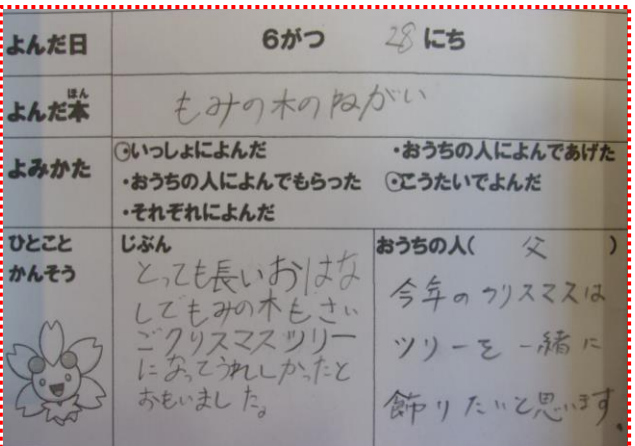 よんだ日 6がつ 28にち
ほん
よんだ本 もみの木のねがい
よみかた
・いっしょによんだ ・おうちの人によんであげた
・おうちの人によんでもらった ・こうたいでよんだ
・それぞれによんだ
ひとこと
かんそう
じぶん
とっても長いおはな
しでもみの木もさい
ごクリスマスツリー
になってうれしかったと
おもいました。
おうちの人( 父 )
今年のクリスマスは
ツリーを一緒に
飾りたいと思います。